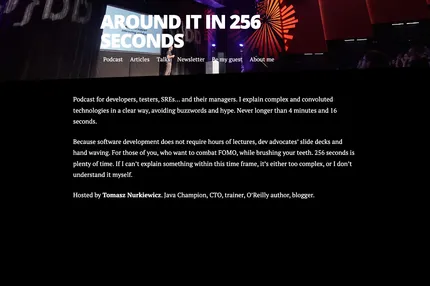 AROUND IT IN 256
SECONDS
Podcast Articles Talks Newsletter Be my guest About me
Podcast for developers, testers, SREs... and their managers. I explain complex and convoluted
technologies in a clear way, avoiding buzzwords and hype. Never longer than 4 minutes and 16
seconds.
Because software development does not require hours of lectures, dev advocates' slide decks and
hand waving. For those of you, who want to combat FOMO, while brushing your teeth. 256 seconds is
plenty of time. If I can't explain something within this time frame, it's either too complex, or I don't
understand it myself.
Hosted by Tomasz Nurkiewicz. Java Champion, CTO, trainer, O'Reilly author, blogger.